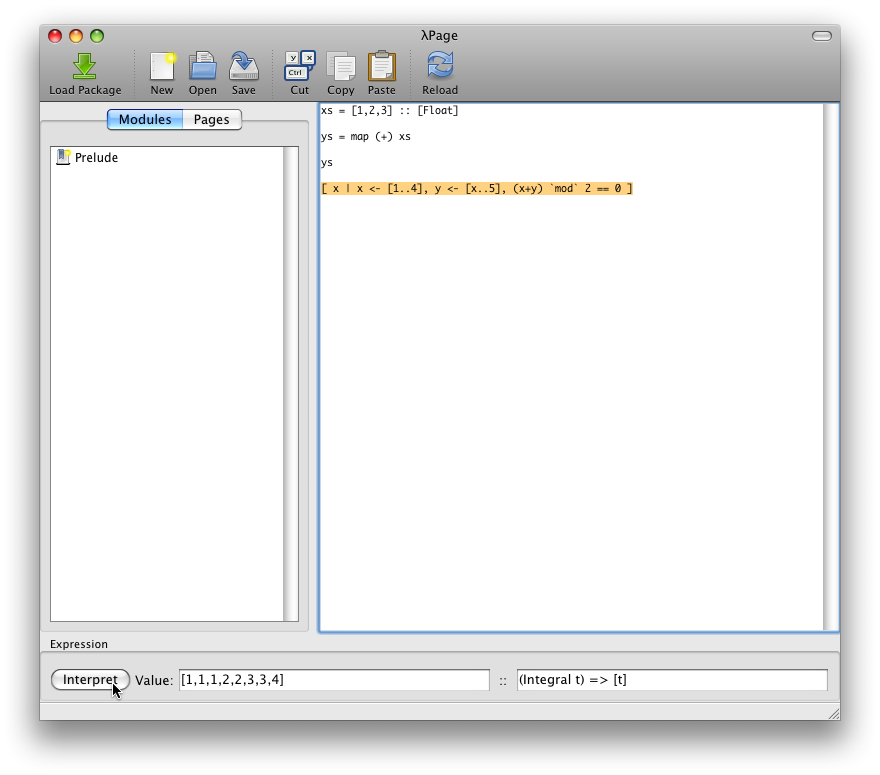 λPage
Load Package New Open Save y x Ctrl Cut Copy Paste Reload
Modules Pages
Prelude
xs = [1,2,3] :: [Float]
ys = map (+) xs
ys
[ x | x <- [1..4], y <- [x..5], (x+y) `mod` 2 == 0 ]
Expression
Interpret Value: [1,1,1,2,2,3,3,4] :: (Integral t) => [t]